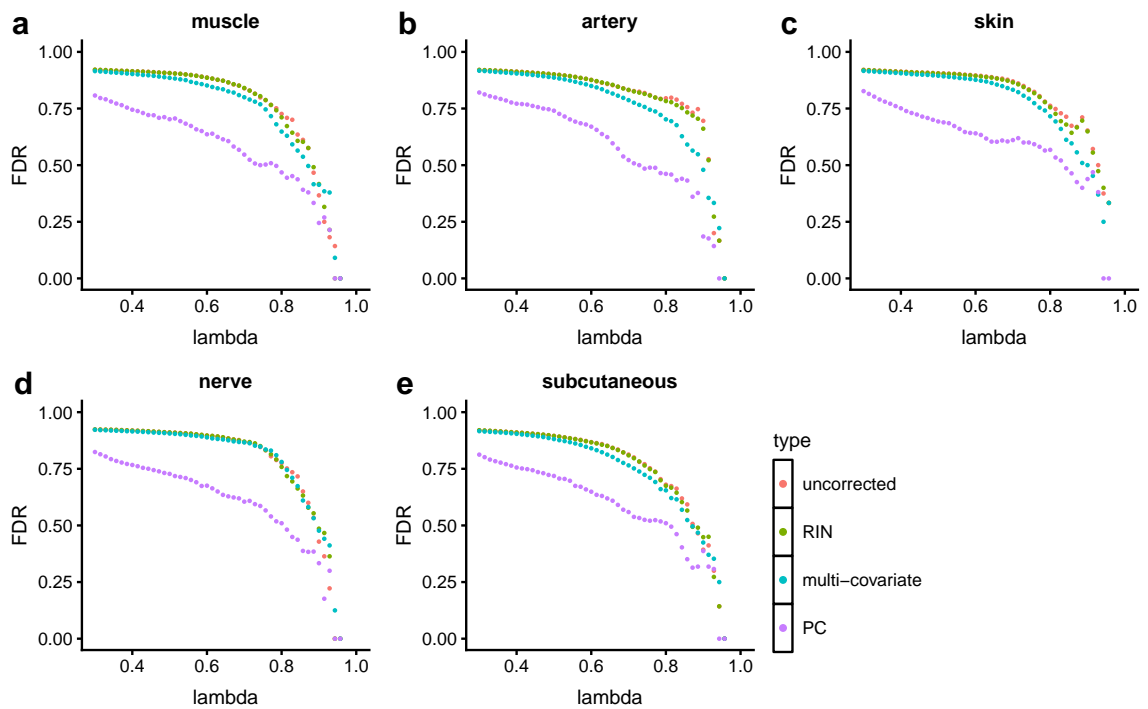 a muscle b artery c skin
1.00 1.00 1.00
0.75 0.75 0.75
FDR 0.50 FDR 0.50 FDR 0.50
0.25 0.25 0.25
0.00 0.00 0.00
0.4 0.6 0.8 1.0 0.4 0.6 0.8 1.0 0.4 0.6 0.8 1.0
lambda lambda lambda
d nerve e subcutaneous
1.00 1.00
0.75 0.75
FDR 0.50 FDR 0.50
0.25 0.25
0.00 0.00
0.4 0.6 0.8 1.0 0.4 0.6 0.8 1.0
lambda lambda
type
uncorrected
RIN
multi−covariate
PC